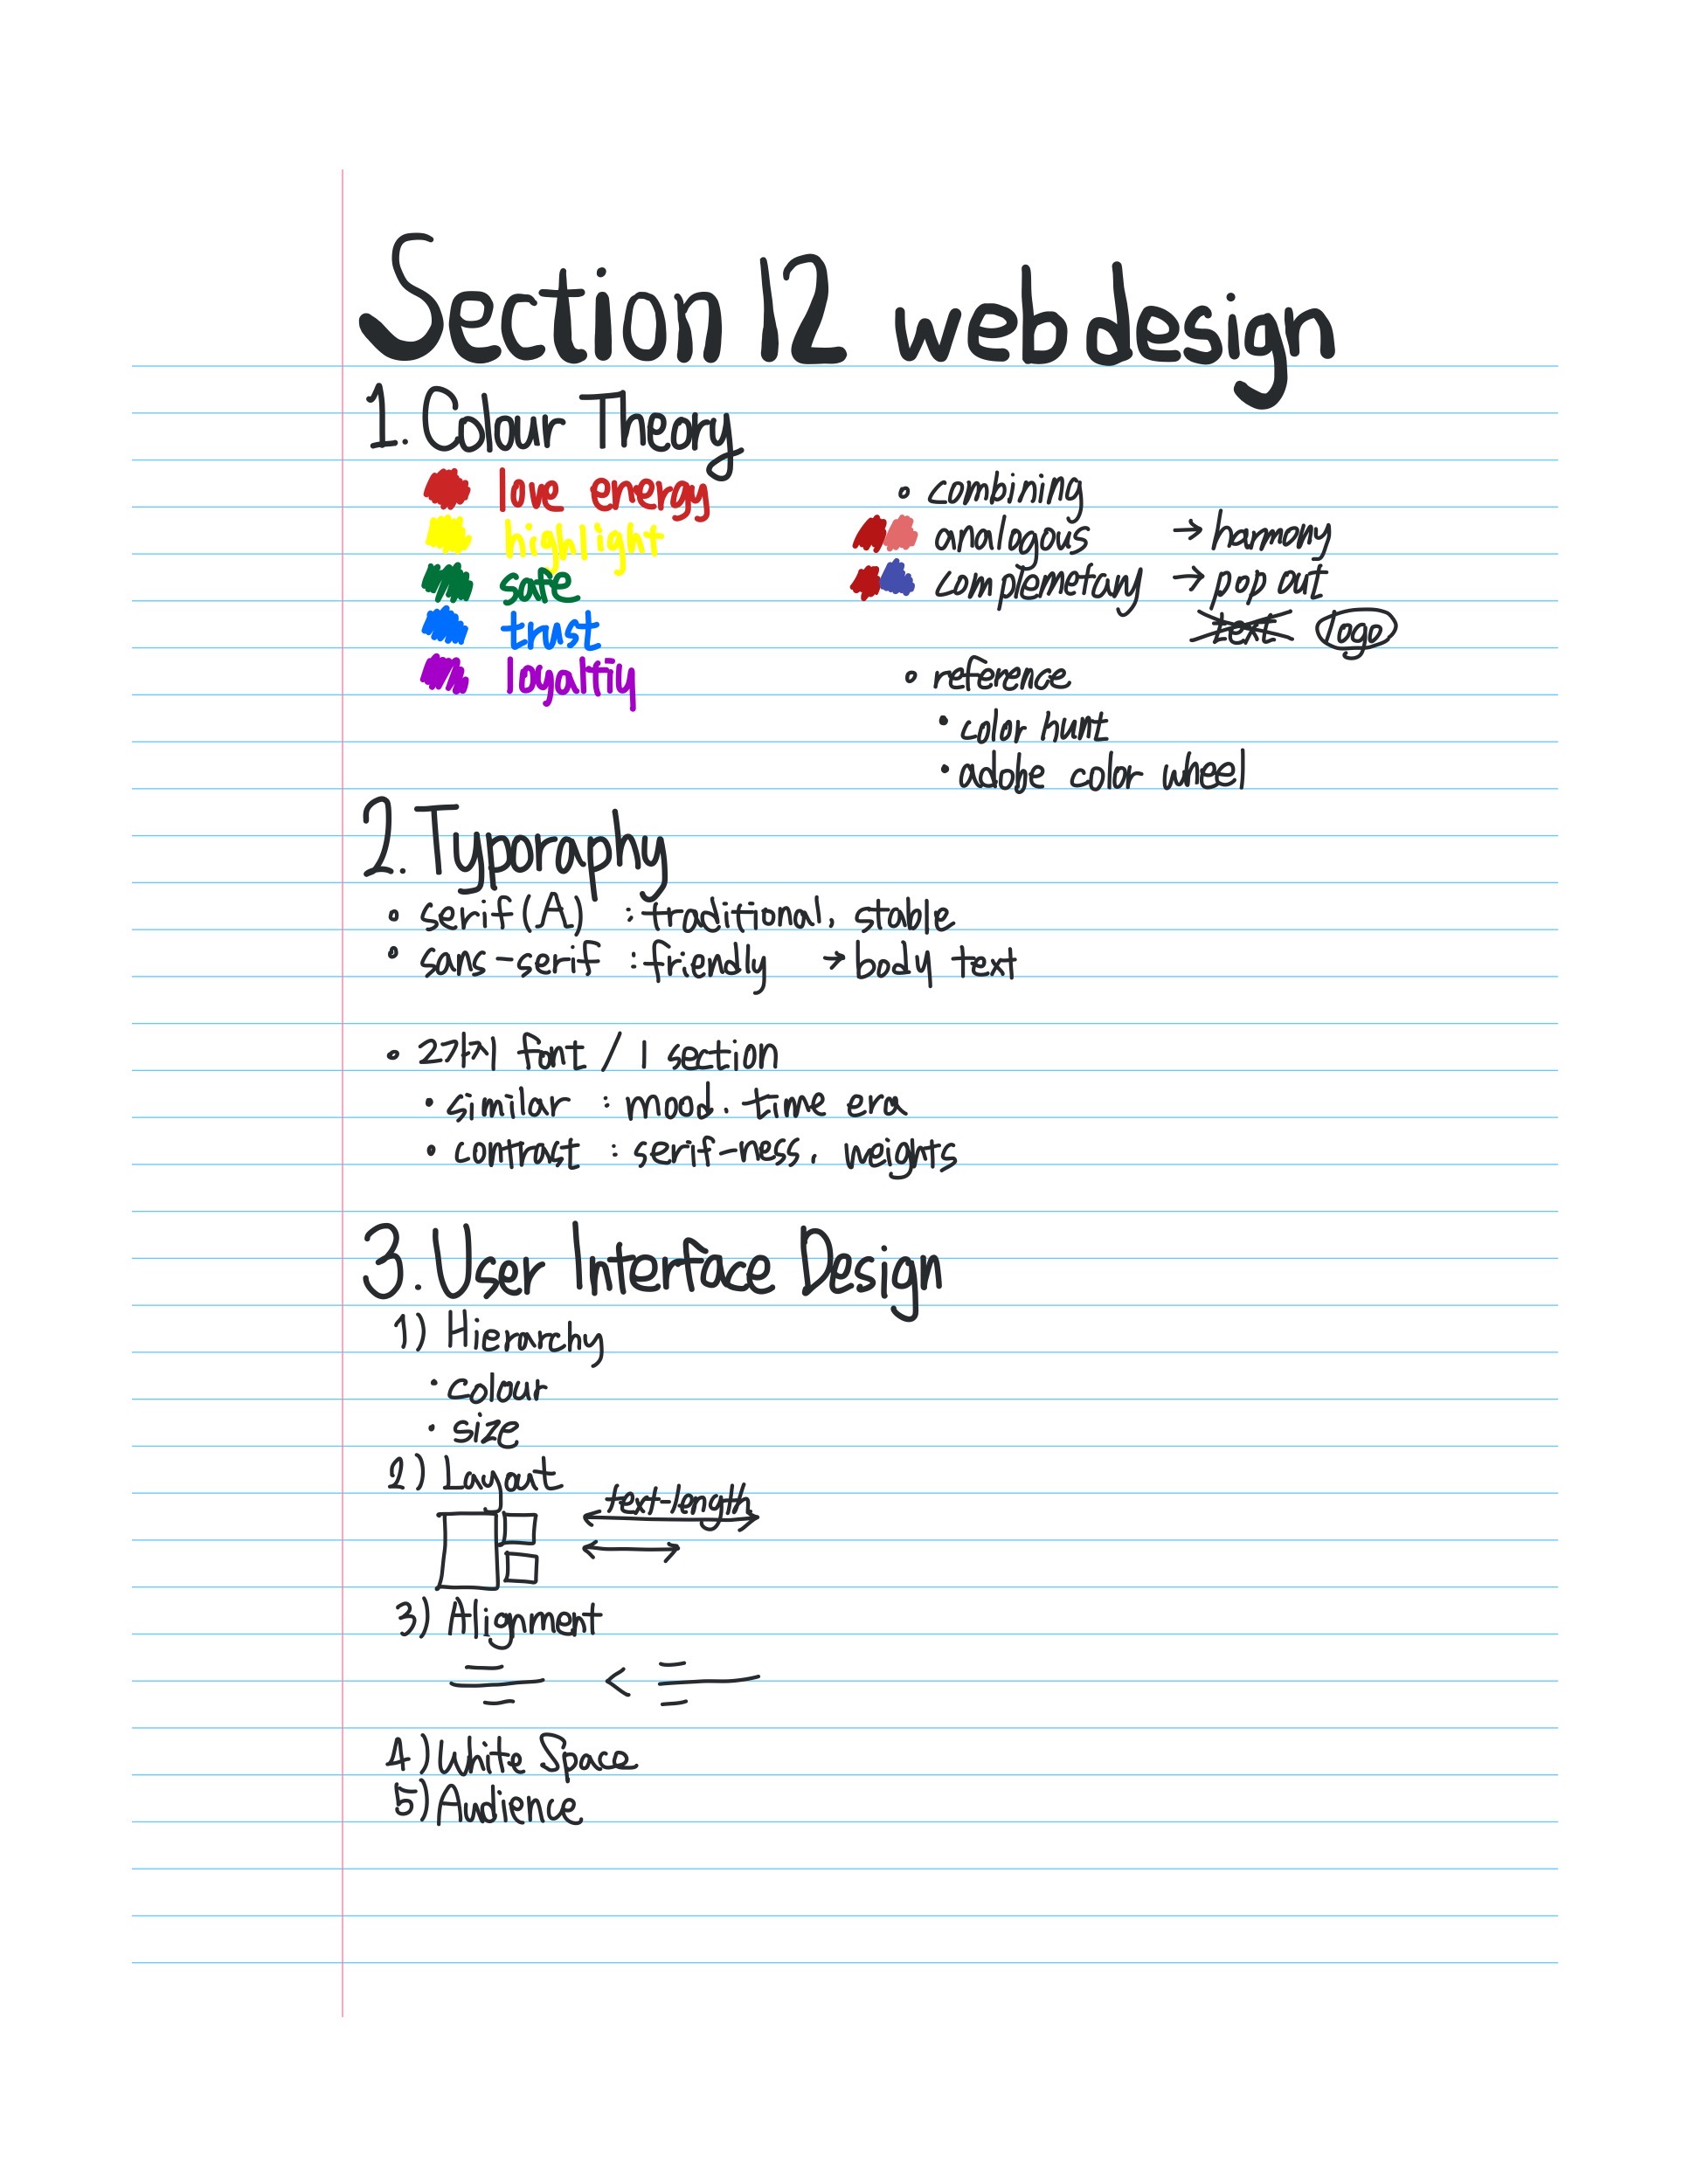 Section 12 web design
1. Colour Theory
love energy
highlight
safe
trust
loyaltiy
∘ combining
analogous → harmony
complemetary → pop out
text logo
∘ reference
• color hunt
• adobe color wheel
2. Typoraphy
∘ serif (A) : traditional, stable
∘ sans-serif : friendly → body text
∘ 2가지 font / 1 section
• similar : mod. time era
• contrast : serif-ness, weights
3. User Interface Design
1) Hierarchy
• colour
• size
2) Layout
text-length
3) Alignment
<
4) White Space
5) Audience